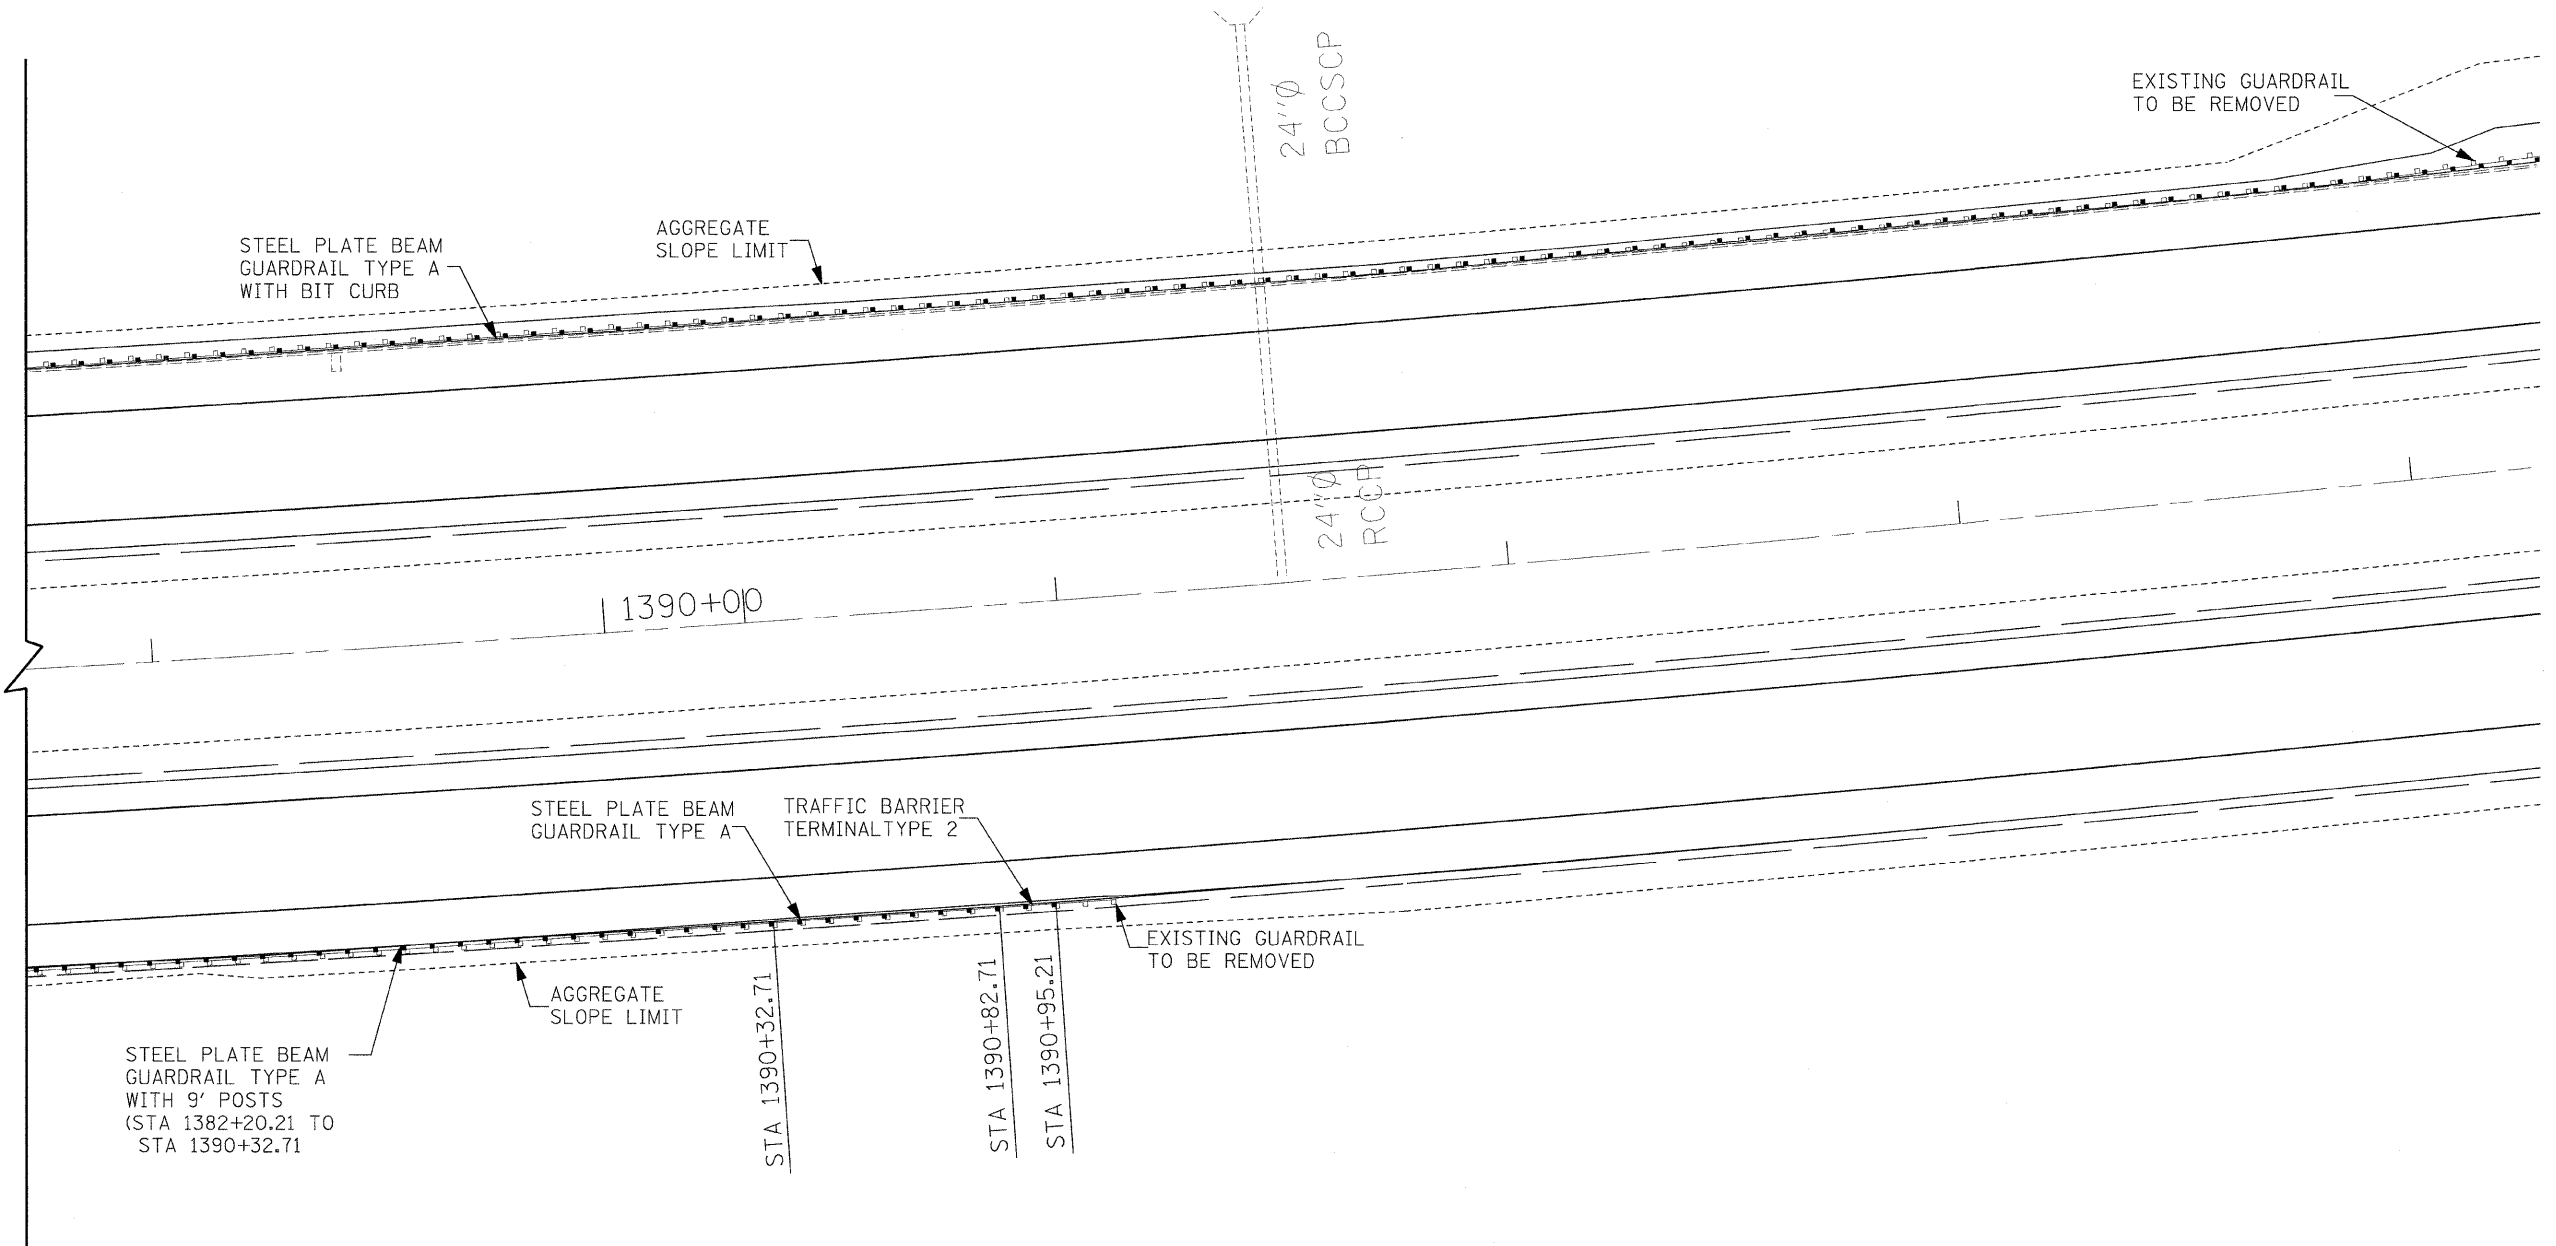 24"Ø
BCCSCP
EXISTING GUARDRAIL
TO BE REMOVED
AGGREGATE
SLOPE LIMIT
STEEL PLATE BEAM
GUARDRAIL TYPE A
WITH BIT CURB
24"Ø
RCCP
1390+00
STEEL PLATE BEAM
GUARDRAIL TYPE A
TRAFFIC BARRIER
TERMINALTYPE 2
EXISTING GUARDRAIL
TO BE REMOVED
AGGREGATE
SLOPE LIMIT
STA 1390+32.71
STA 1390+82.71
STA 1390+95.21
STEEL PLATE BEAM
GUARDRAIL TYPE A
WITH 9' POSTS
(STA 1382+20.21 TO
STA 1390+32.71